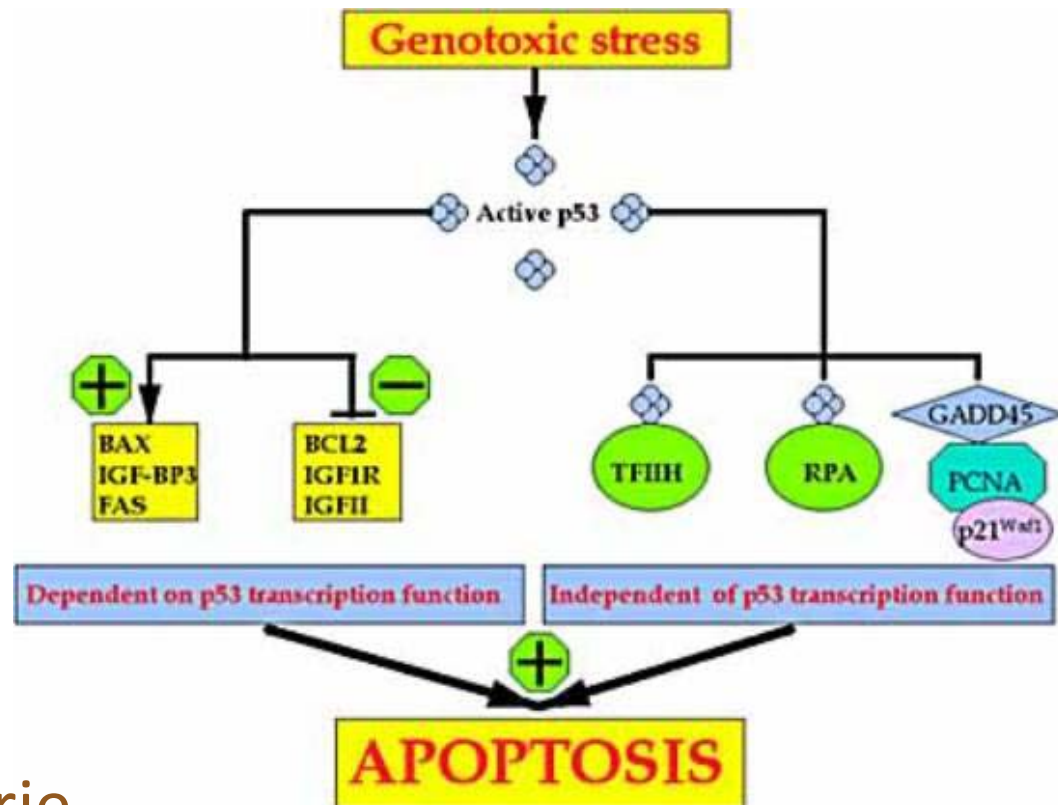 Genotoxic stress
Active p53
+
−
BAX
IGF-BP3
FAS
BCL2
IGF1R
IGFII
TFIIH
RPA
GADD45
PCNA
p21Waf1
Dependent on p53 transcription function
Independent of p53 transcription function
+
APOPTOSIS